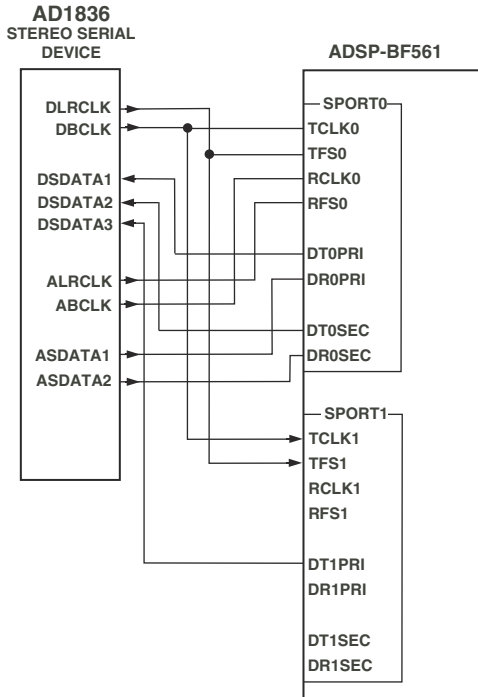 AD1836
STEREO SERIAL
DEVICE
DLRCLK
DBCLK
DSDATA1
DSDATA2
DSDATA3
ALRCLK
ABCLK
ASDATA1
ASDATA2
ADSP-BF561
SPORT0
TCLK0
TFS0
RCLK0
RFS0
DT0PRI
DR0PRI
DT0SEC
DR0SEC
SPORT1
TCLK1
TFS1
RCLK1
RFS1
DT1PRI
DR1PRI
DT1SEC
DR1SEC